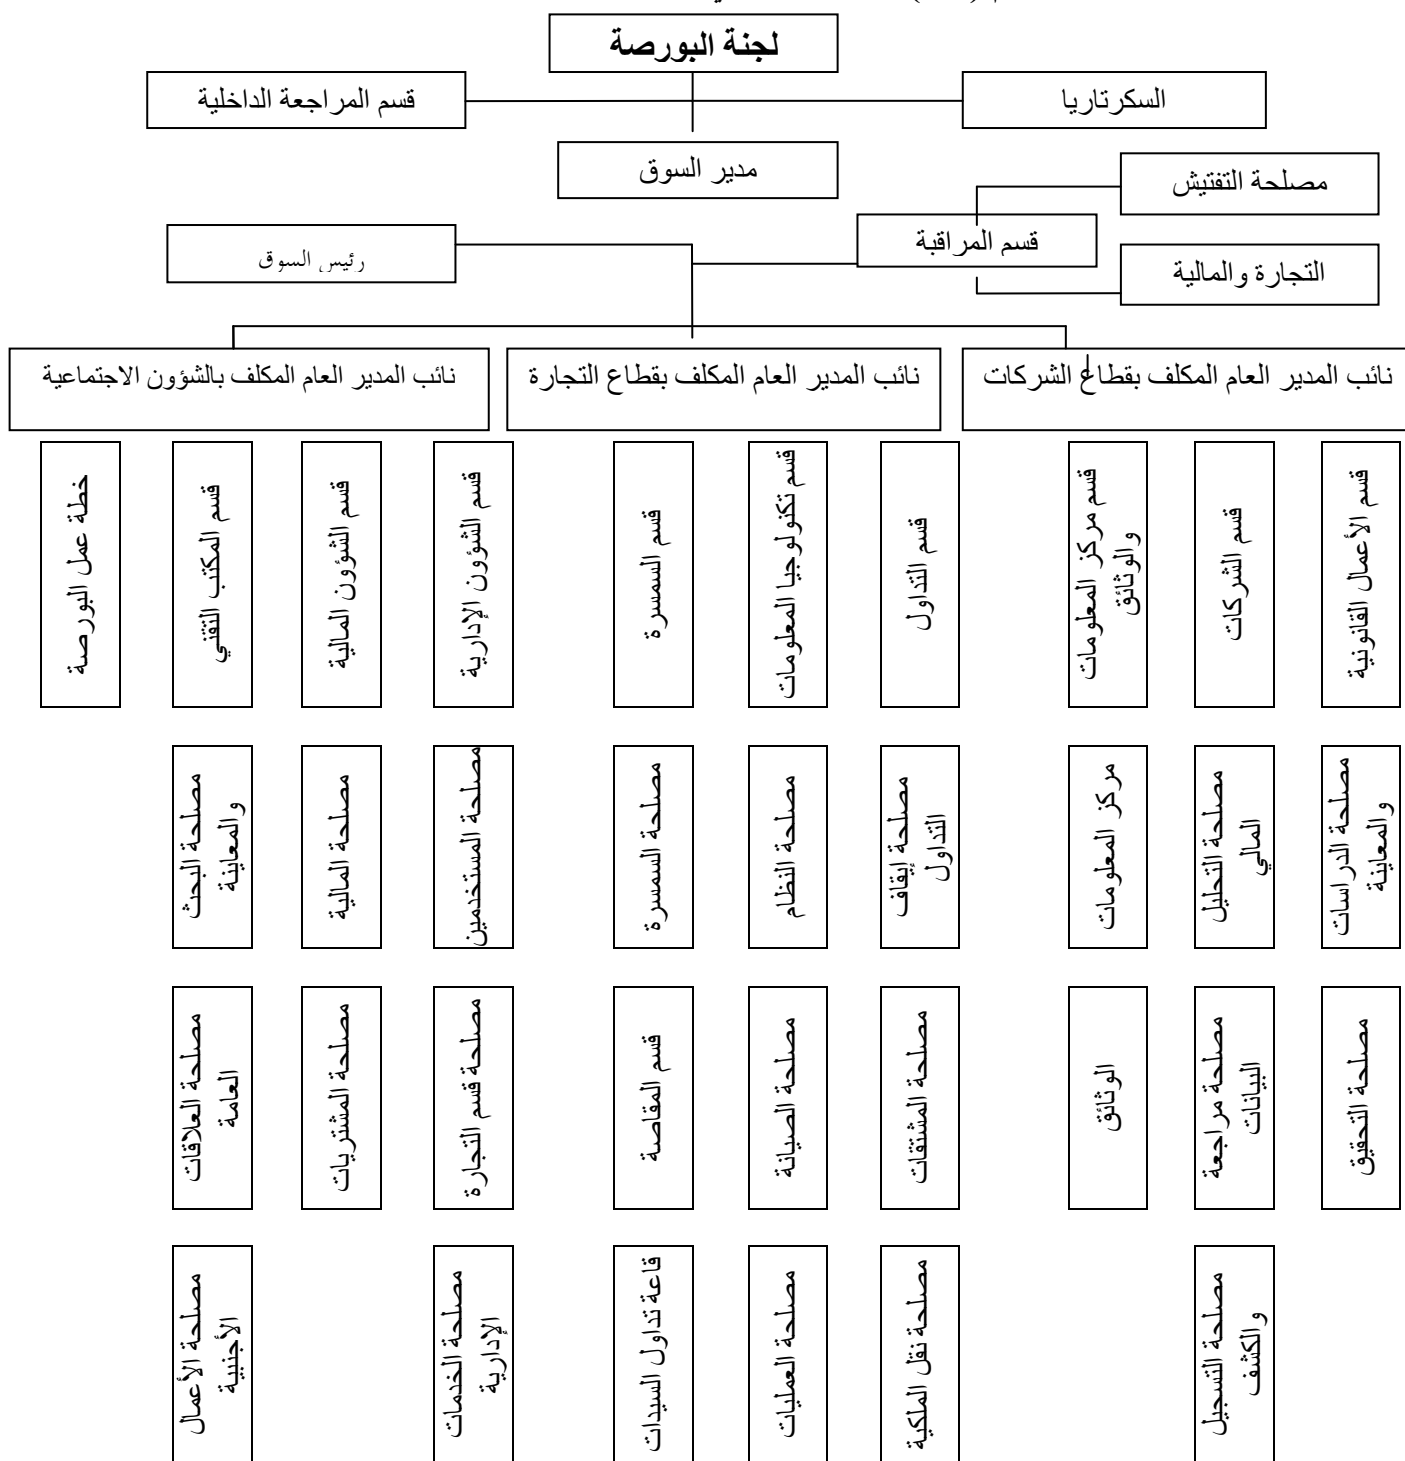 لجنة البورصة
السكرتاريا
قسم المراجعة الداخلية
مدير السوق
مصلحة التفتيش
قسم المراقبة
رئيس السوق
التجارة والمالية
نائب المدير العام المكلف بقطاع الشركات
نائب المدير العام المكلف بقطاع التجارة
نائب المدير العام المكلف بالشؤون الاجتماعية
قسم الأعمال القانونية
قسم الشركات
قسم مركز المعلومات
والوثائق
قسم التداول
قسم تكنولوجيا المعلومات
قسم السمسرة
قسم الشؤون الإدارية
قسم الشؤون المالية
قسم المكتب التقني
خطة عمل البورصة
مصلحة الدراسات
والمعاينة
مصلحة التحليل
المالي
مركز المعلومات
مصلحة إيقاف
التداول
مصلحة النظام
مصلحة السمسرة
مصلحة المستخدمين
مصلحة المالية
مصلحة البحث
والمعاينة
مصلحة التحقيق
مصلحة مراجعة
البيانات
الوثائق
مصلحة المشتقات
مصلحة الصيانة
قسم المقاصة
مصلحة قسم التجارة
مصلحة المشتريات
مصلحة العلاقات
العامة
مصلحة التسجيل
والكشف
مصلحة نقل الملكية
مصلحة العمليات
قاعة تداول السيدات
مصلحة الخدمات
الإدارية
مصلحة الأعمال
الأجنبية